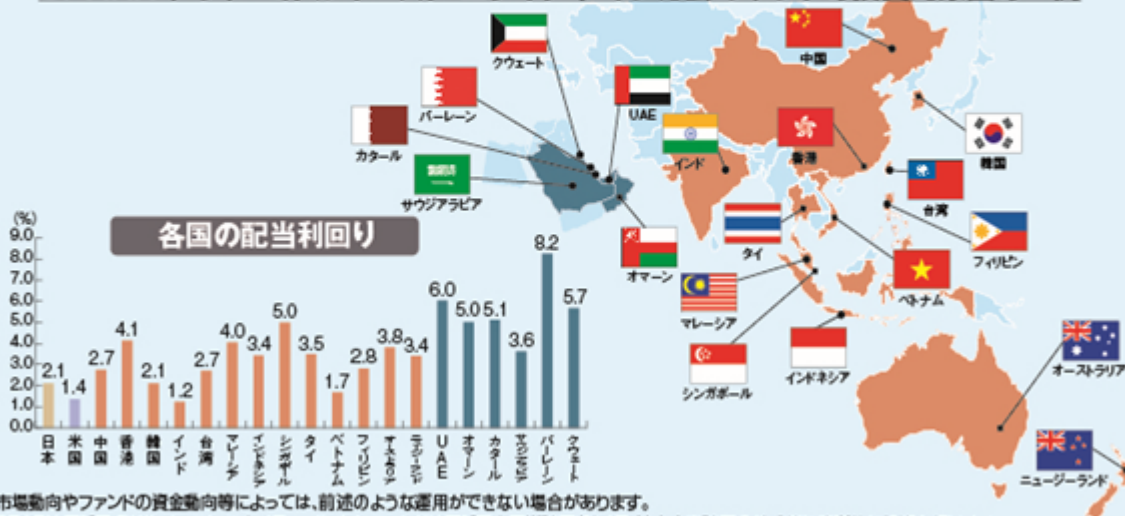 クウェート
中国
バーレーン
UAE
カタール
インド
香港
韓国
サウジアラビア
台湾
オマーン
タイ
フィリピン
ベトナム
マレーシア
シンガポール
インドネシア
オーストラリア
ニュージーランド
各国の配当利回り
(%)
9.0
8.0
7.0
6.0
5.0
4.0
3.0
2.0
1.0
0.0
2.1
1.4
2.7
4.1
2.1
1.2
2.7
4.0
3.4
5.0
3.5
1.7
2.8
3.8
3.4
6.0
5.0
5.1
3.6
8.2
5.7
日本
米国
中国
香港
韓国
インド
台湾
マレーシア
インドネシア
シンガポール
タイ
ベトナム
フィリピン
オーストラリア
UAE
オマーン
カタール
サウジアラビア
バーレーン
クウェート
市場動向やファンドの資金動向等によっては、前述のような運用ができない場合があります。